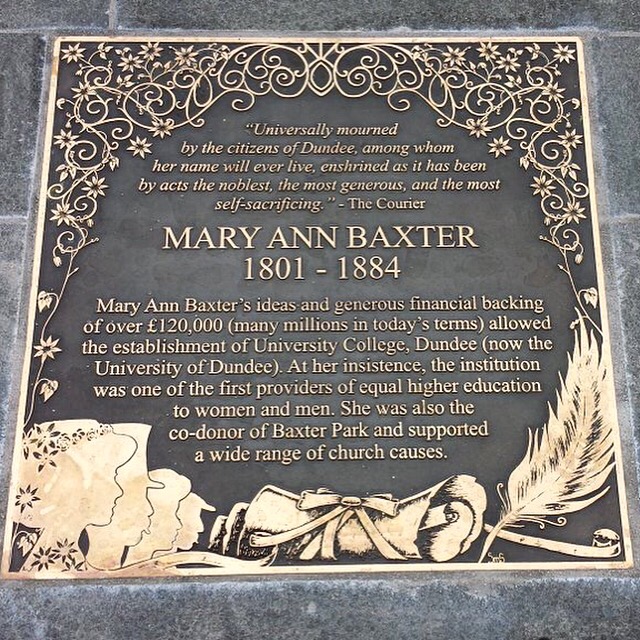 “Universally mourned
by the citizens of Dundee, among whom
her name will ever live, enshrined as it has been
by acts the noblest, the most generous, and the most
self-sacrificing.” - The Courier
MARY ANN BAXTER
1801 - 1884
Mary Ann Baxter’s ideas and generous financial backing
of over £120,000 (many millions in today’s terms) allowed
the establishment of University College, Dundee (now the
University of Dundee). At her insistence, the institution
was one of the first providers of equal higher education
to women and men. She was also the
co-donor of Baxter Park and supported
a wide range of church causes.